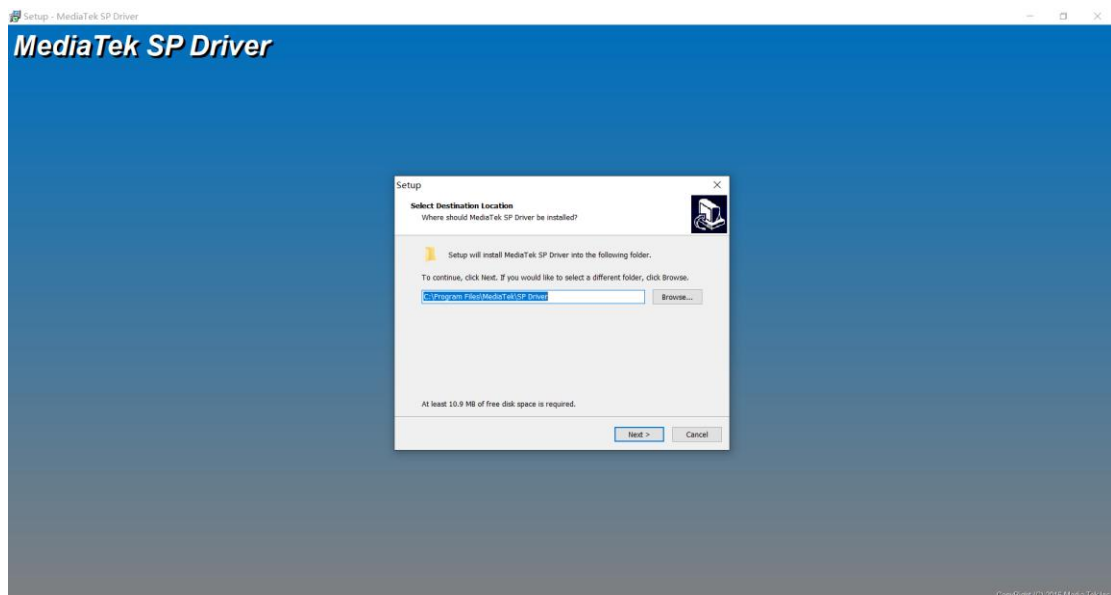 Setup - MediaTek SP Driver
MediaTek SP Driver
Setup
Select Destination Location
Where should MediaTek SP Driver be installed?
Setup will install MediaTek SP Driver into the following folder.
To continue, click Next. If you would like to select a different folder, click Browse.
C:\Program Files\MediaTek\SP Driver
Browse...
At least 10.9 MB of free disk space is required.
Next >
Cancel